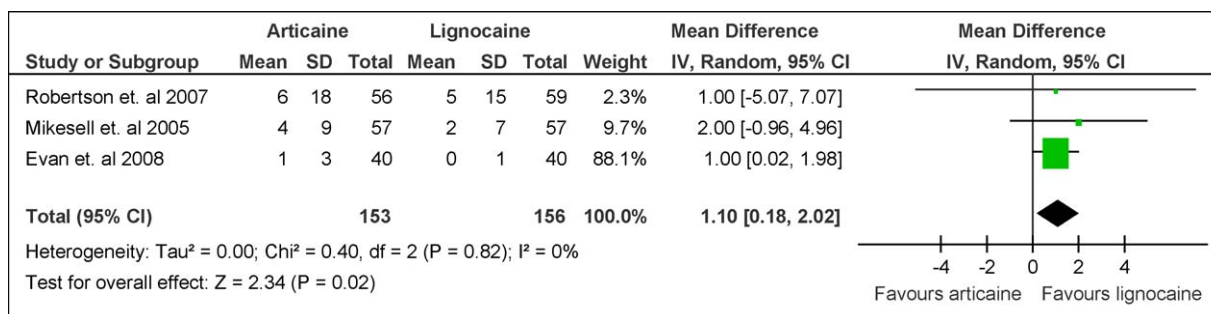 Articaine Lignocaine Mean Difference Mean Difference
Study or Subgroup Mean SD Total Mean SD Total Weight IV, Random, 95% CI IV, Random, 95% CI
Robertson et. al 2007 6 18 56 5 15 59 2.3% 1.00 [-5.07, 7.07]
Mikesell et. al 2005 4 9 57 2 7 57 9.7% 2.00 [-0.96, 4.96]
Evan et. al 2008 1 3 40 0 1 40 88.1% 1.00 [0.02, 1.98]
Total (95% CI) 153 156 100.0% 1.10 [0.18, 2.02]
Heterogeneity: Tau² = 0.00; Chi² = 0.40, df = 2 (P = 0.82); I² = 0%
Test for overall effect: Z = 2.34 (P = 0.02)
-4 -2 0 2 4
Favours articaine Favours lignocaine